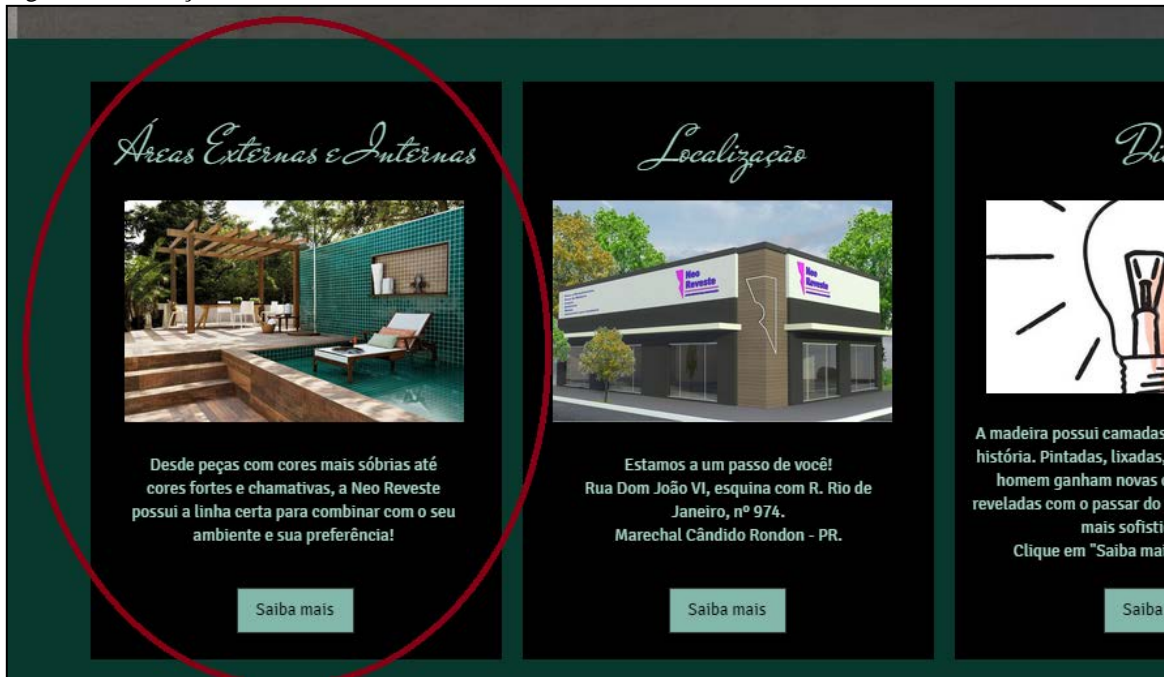 Áreas Externas e Internas
Desde peças com cores mais sóbrias até
cores fortes e chamativas, a Neo Reveste
possui a linha certa para combinar com o seu
ambiente e sua preferência!
Saiba mais
Localização
Neo
Reveste
Neo
Reveste
Estamos a um passo de você!
Rua Dom João VI, esquina com R. Rio de
Janeiro, nº 974.
Marechal Cândido Rondon - PR.
Saiba mais
A madeira possui camadas
história. Pintadas, lixadas,
homem ganham novas
reveladas com o passar do
mais
Clique em "Saiba
Saiba